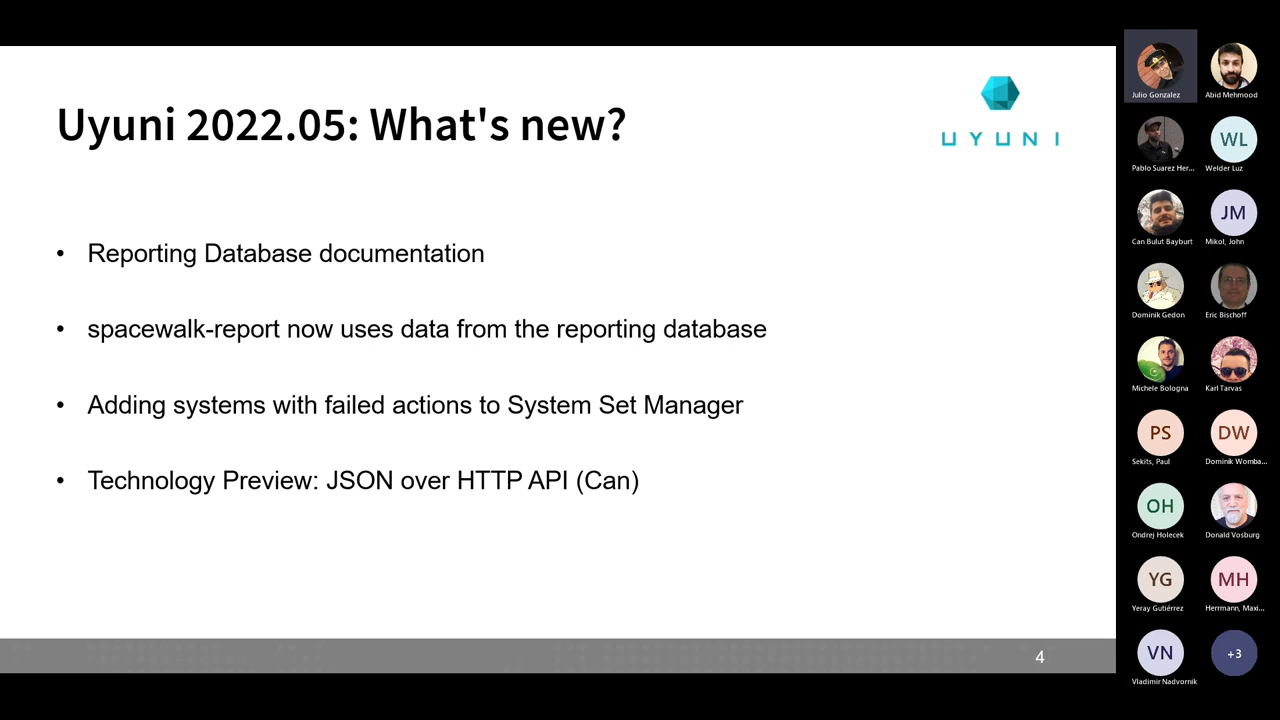 Uyuni 2022.05: What's new?
UYUNI
• Reporting Database documentation
• spacewalk-report now uses data from the reporting database
• Adding systems with failed actions to System Set Manager
• Technology Preview: JSON over HTTP API (Can)
4
Julio Gonzalez
Abid Mehmood
Pablo Suarez Her...
WL
Welder Luz
Can Bulut Bayburt
JM
Mikol, John
Dominik Gedon
Eric Bischoff
Michele Bologna
Karl Tarvas
PS
Sekits, Paul
DW
Dominik Womba...
OH
Ondrej Holecek
Donald Vosburg
YG
Yeray Gutiérrez
MH
Herrmann, Maxi...
VN
Vladimir Nadvornik
+3